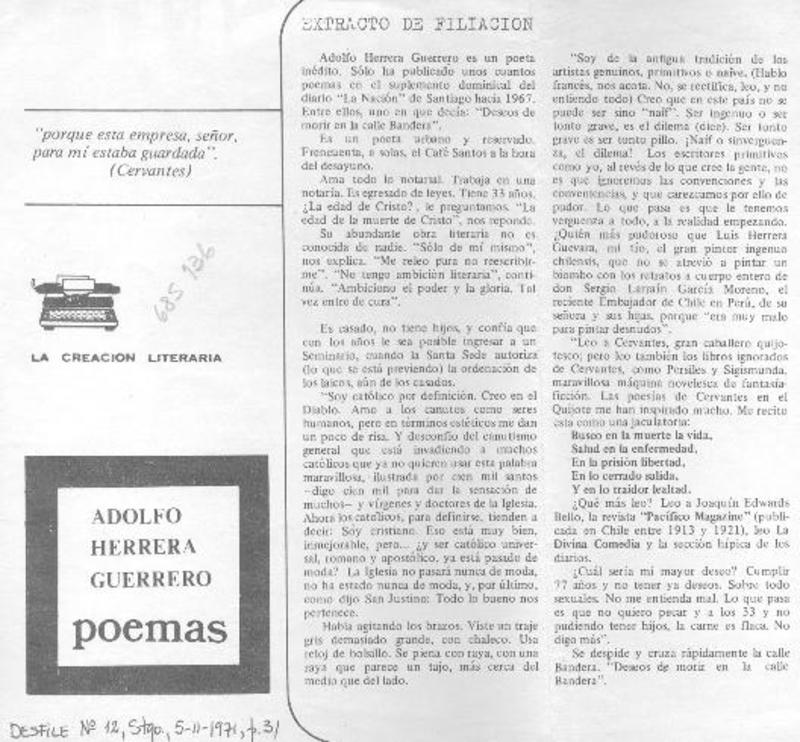 "porque esta empresa, señor,
para mí estaba guardada".
(Cervantes)
685 136
LA CREACION LITERARIA
ADOLFO
HERRERA
GUERRERO
poemas
DESFILE Nº 12, Stgo., 5-II-1971, p.31
EXTRACTO DE FILIACION
Adolfo Herrera Guerrero es un poeta
inédito. Sólo ha publicado unos cuantos
poemas en el suplemento dominical del
diario "La Nación" de Santiago hacia 1967.
Entre ellos, uno en que decía: "Deseos de
morir en la calle Bandera".
Es un poeta urbano y reservado.
Frencuenta, a solas, el Café Santos a la hora
del desayuno.
Ama todo lo notarial. Trabaja en una
notaría. Es egresado de leyes. Tiene 33 años.
¿La edad de Cristo?, le preguntamos. "La
edad de la muerte de Cristo", nos responde.
Su abundante obra literaria no es
conocida de nadie. "Sólo de mí mismo",
nos explica. "Me releo para no reescribir-
me". "No tengo ambición literaria", conti-
núa. "Ambiciono el poder y la gloria. Tal
vez entre de cura".
Es casado, no tiene hijos, y confía que
con los años le sea posible ingresar a un
Seminario, cuando la Santa Sede autoriza
(lo que se está previendo) la ordenación de
los laicos, aún de los casados.
"Soy católico por definición. Creo en el
Diablo. Amo a los canutos como seres
humanos, pero en términos estéticos me dan
un poco de risa. Y desconfío del canutismo
general que está invadiendo a muchos
católicos que ya no quieren usar esta palabra
maravillosa, ilustrada por cien mil santos
—digo cien mil para dar la sensación de
muchos— y vírgenes y doctores de la Iglesia.
Ahora los católicos, para definirse, tienden a
decir: Soy cristiano. Eso está muy bien,
inmejorable, pero... ¿y ser católico univer-
sal, romano y apostólico, ya está pasado de
moda? La Iglesia no pasará nunca de moda,
no ha estado nunca de moda, y, por último,
como dijo San Justino: Todo lo bueno nos
pertenece.
Habla agitando los brazos. Viste un traje
gris demasiado grande, con chaleco. Usa
reloj de bolsillo. Se peina con raya, con una
raya que parece un tajo, más cerca del
medio que del lado.
"Soy de la antigua tradición de los
artistas genuinos, primitivos o naive. (Hablo
francés, nos acota. No, se rectifica, leo, y no
entiendo todo) Creo que en este país no se
puede ser sino "naif". Ser ingenuo o ser
tonto grave, es el dilema (dice). Ser tonto
grave es ser tonto pillo. ¡Naif o sinverguen-
za, el dilema! Los escritores primitivos
como yo, al revés de lo que cree la gente, no
es que ignoremos las convenciones y las
conveniencias, y que carezcamos por ello de
pudor. Lo que pasa es que le tenemos
verguenza a todo, a la realidad empezando.
¿Quién más pudoroso que Luis Herrera
Guevara, mi tío, el gran pintor ingenuo
chilensis, que no se atrevió a pintar un
biombo con los retratos a cuerpo entero de
don Sergio Larraín García Moreno, el
reciente Embajador de Chile en Perú, de su
señora y sus hijas, porque "era muy malo
para pintar desnudos".
"Leo a Cervantes, gran caballero quijo-
tesco; pero leo también los libros ignorados
de Cervantes, como Persiles y Sigismunda,
maravillosa máquina novelesca de fantasía-
ficción. Las poesías de Cervantes en el
Quijote me han inspirado mucho. Me recito
esta como una jaculatoria:
Busco en la muerte la vida,
Salud en la enfermedad,
En la prisión libertad,
En lo cerrado salida,
Y en lo traidor lealtad.
¿Qué más leo? Leo a Joaquín Edwards
Bello, la revista "Pacífico Magazine" (publi-
cada en Chile entre 1913 y 1921), leo La
Divina Comedia y la sección hípica de los
diarios.
¿Cuál sería mi mayor deseo? Cumplir
77 años y no tener ya deseos. Sobre todo
sexuales. No me entienda mal. Lo que pasa
es que no quiero pecar y a los 33 y no
pudiendo tener hijos, la carne es flaca. No
digo más".
Se despide y cruza rápidamente la calle
Bandera. "Deseos de morir en la calle
Bandera".